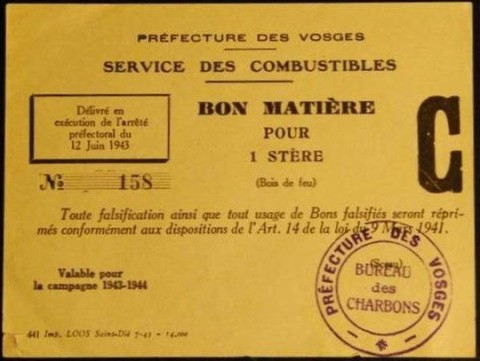 PRÉFECTURE DES VOSGES
SERVICE DES COMBUSTIBLES
Délivré en
exécution de l'arrêté
préfectoral du
12 Juin 1943
BON MATIÈRE
POUR
1 STÈRE
(Bois de feu)
C
No 158
Toute falsification ainsi que tout usage de Bons falsifiés seront répri-
més conformément aux dispositions de l'Art. 14 de la loi du 9 Mars 1941.
Valable pour
la campagne 1943-1944
(Sceau)
PRÉFECTURE DES VOSGES
BUREAU
des
CHARBONS
441 Imp. LOOS Saint-Dié 7-43 - 14.000